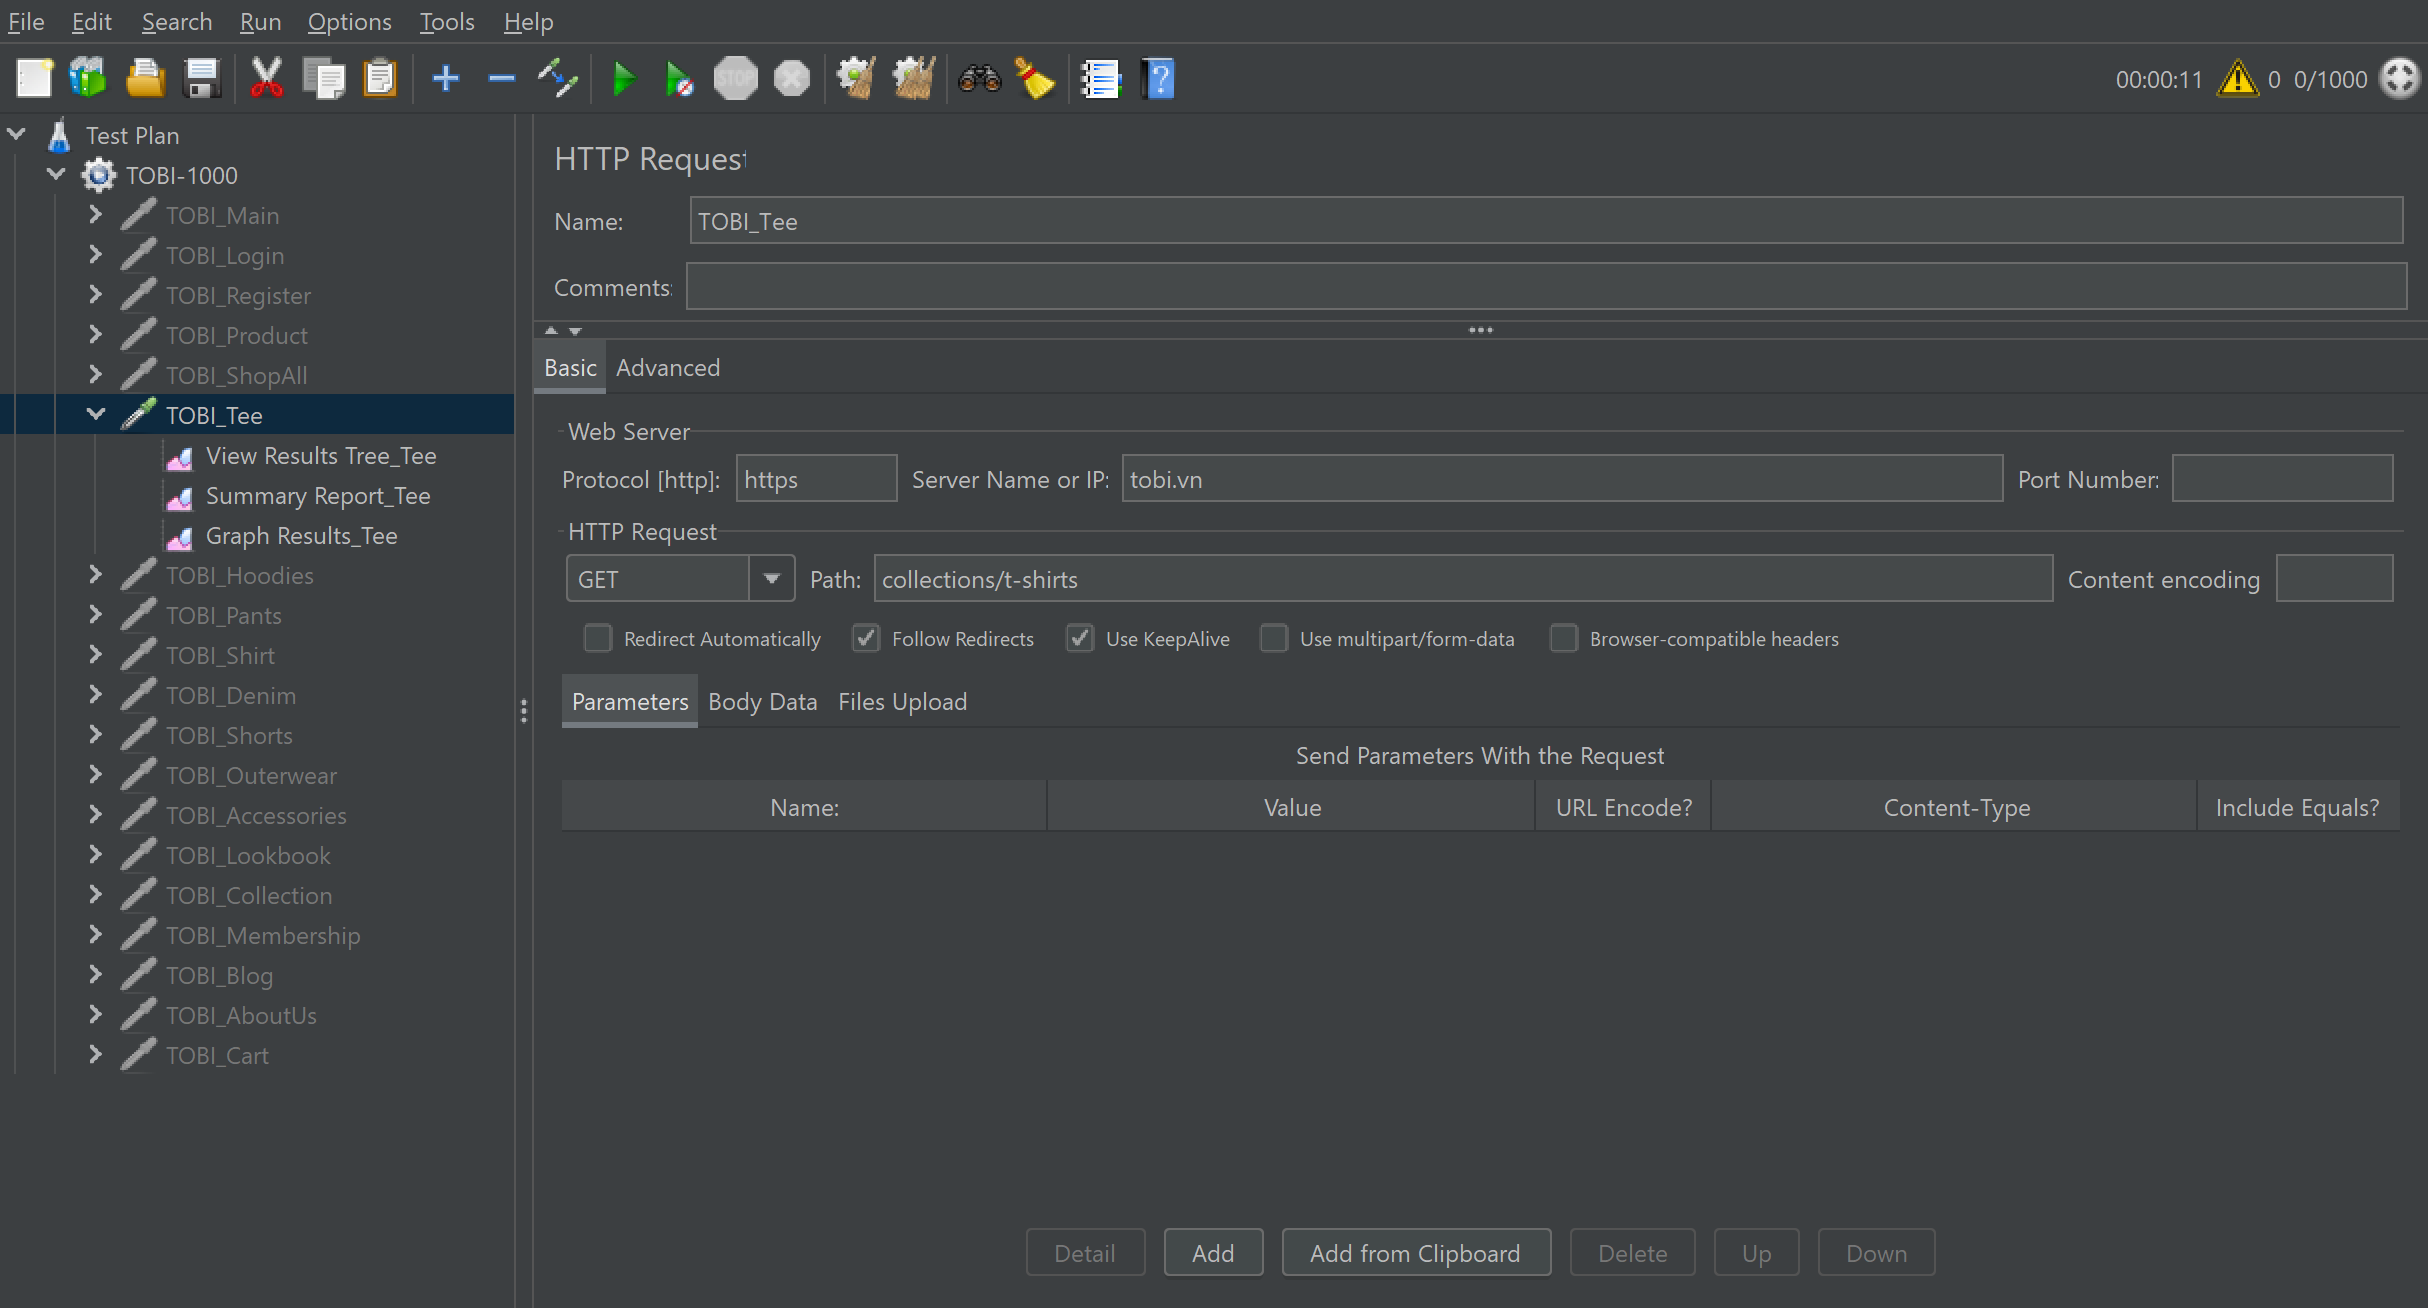 File Edit Search Run Options Tools Help
STOP 00:00:11 0 0/1000
Test Plan
TOBI-1000
TOBI_Main
TOBI_Login
TOBI_Register
TOBI_Product
TOBI_ShopAll
TOBI_Tee
View Results Tree_Tee
Summary Report_Tee
Graph Results_Tee
TOBI_Hoodies
TOBI_Pants
TOBI_Shirt
TOBI_Denim
TOBI_Shorts
TOBI_Outerwear
TOBI_Accessories
TOBI_Lookbook
TOBI_Collection
TOBI_Membership
TOBI_Blog
TOBI_AboutUs
TOBI_Cart
HTTP Request
Name: TOBI_Tee
Comments:
Basic Advanced
Web Server
Protocol [http]: https Server Name or IP: tobi.vn Port Number:
HTTP Request
GET Path: collections/t-shirts Content encoding
Redirect Automatically Follow Redirects Use KeepAlive Use multipart/form-data Browser-compatible headers
Parameters Body Data Files Upload
Send Parameters With the Request
Name: Value URL Encode? Content-Type Include Equals?
Detail Add Add from Clipboard Delete Up Down